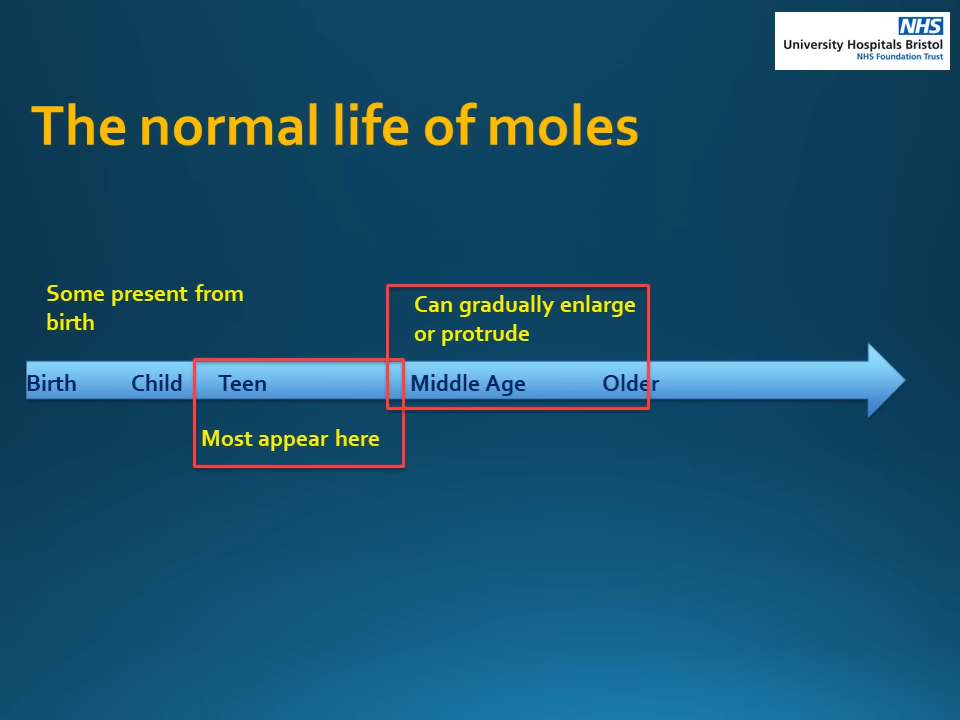 NHS
University Hospitals Bristol
NHS Foundation Trust
The normal life of moles
Some present from
birth
Can gradually enlarge
or protrude
Birth Child Teen Middle Age Older
Most appear here